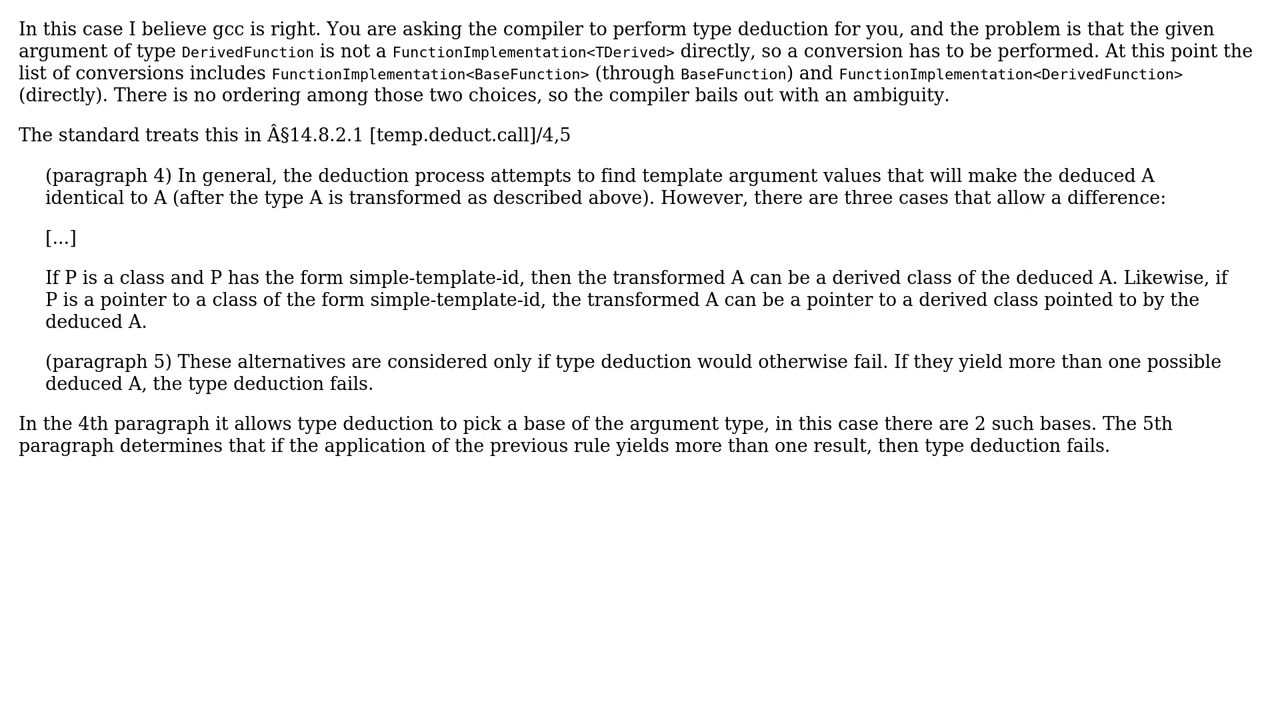 In this case I believe gcc is right. You are asking the compiler to perform type deduction for you, and the problem is that the given
argument of type DerivedFunction is not a FunctionImplementation<TDerived> directly, so a conversion has to be performed. At this point the
list of conversions includes FunctionImplementation<BaseFunction> (through BaseFunction) and FunctionImplementation<DerivedFunction>
(directly). There is no ordering among those two choices, so the compiler bails out with an ambiguity.
The standard treats this in Â§14.8.2.1 [temp.deduct.call]/4,5
(paragraph 4) In general, the deduction process attempts to find template argument values that will make the deduced A
identical to A (after the type A is transformed as described above). However, there are three cases that allow a difference:
[...]
If P is a class and P has the form simple-template-id, then the transformed A can be a derived class of the deduced A. Likewise, if
P is a pointer to a class of the form simple-template-id, the transformed A can be a pointer to a derived class pointed to by the
deduced A.
(paragraph 5) These alternatives are considered only if type deduction would otherwise fail. If they yield more than one possible
deduced A, the type deduction fails.
In the 4th paragraph it allows type deduction to pick a base of the argument type, in this case there are 2 such bases. The 5th
paragraph determines that if the application of the previous rule yields more than one result, then type deduction fails.